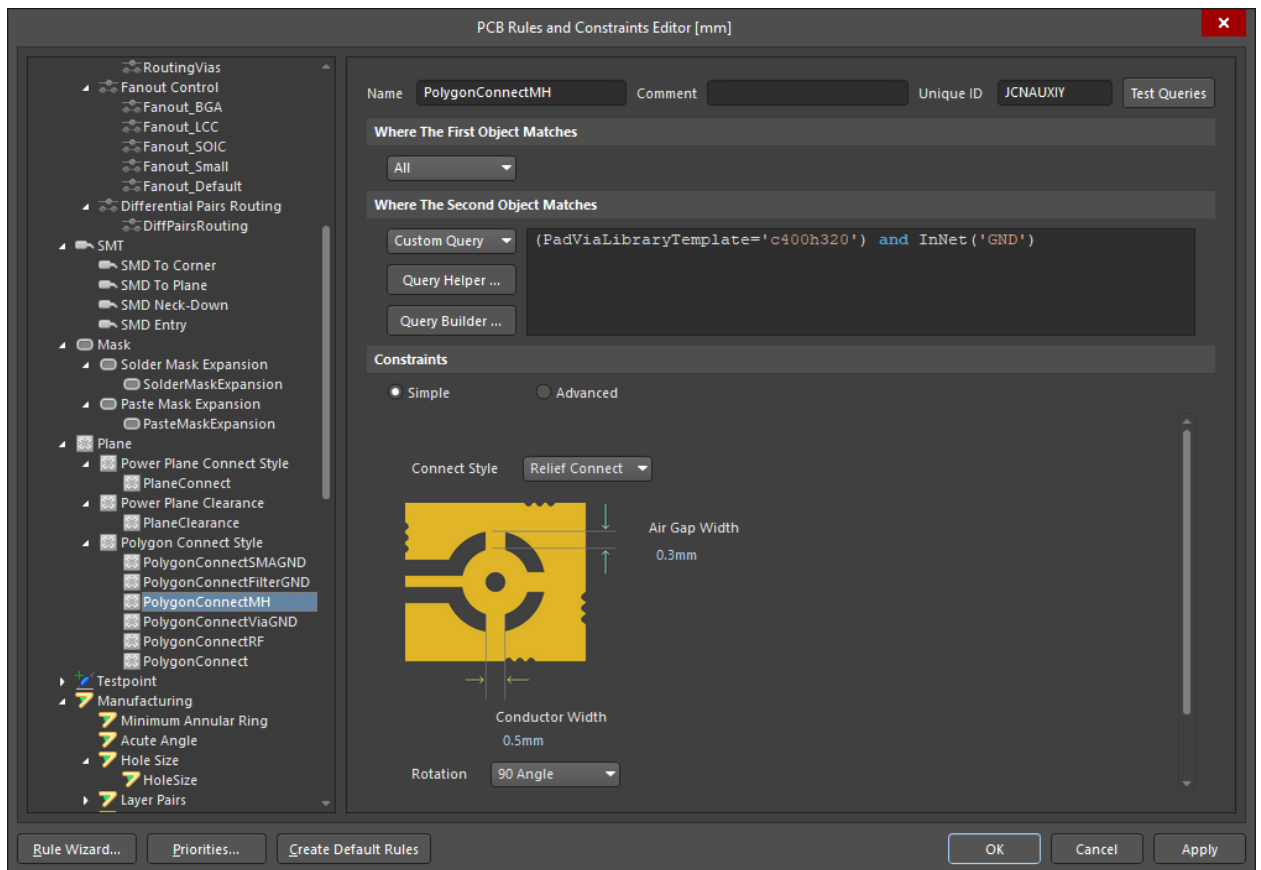 PCB Rules and Constraints Editor [mm]
RoutingVias
Fanout Control
Fanout_BGA
Fanout_LCC
Fanout_SOIC
Fanout_Small
Fanout_Default
Differential Pairs Routing
DiffPairsRouting
SMT
SMD To Corner
SMD To Plane
SMD Neck-Down
SMD Entry
Mask
Solder Mask Expansion
SolderMaskExpansion
Paste Mask Expansion
PasteMaskExpansion
Plane
Power Plane Connect Style
PlaneConnect
Power Plane Clearance
PlaneClearance
Polygon Connect Style
PolygonConnectSMAGND
PolygonConnectFilterGND
PolygonConnectMH
PolygonConnectViaGND
PolygonConnectRF
PolygonConnect
Testpoint
Manufacturing
Minimum Annular Ring
Acute Angle
Hole Size
HoleSize
Layer Pairs
Name PolygonConnectMH Comment Unique ID JCNAUXIY Test Queries
Where The First Object Matches
All
Where The Second Object Matches
Custom Query (PadViaLibraryTemplate='c400h320') and InNet('GND')
Query Helper ...
Query Builder ...
Constraints
Simple Advanced
Connect Style Relief Connect
Air Gap Width
0.3mm
Conductor Width
0.5mm
Rotation 90 Angle
Rule Wizard... Priorities... Create Default Rules OK Cancel Apply